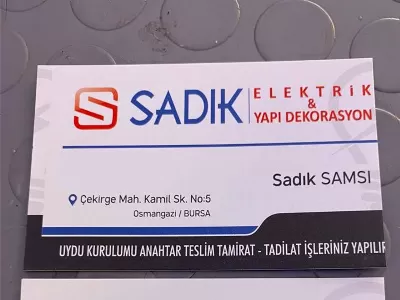 SADIK
ELEKTRİK
&
YAPI DEKORASYON
Sadık SAMSI
Çekirge Mah. Kamil Sk. No:5
Osmangazi / BURSA
UYDU KURULUMU ANAHTAR TESLİM TAMİRAT - TADİLAT İŞLERİNİZ YAPILIR